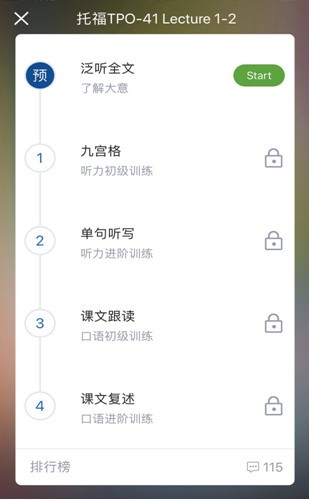 托福TPO-41 Lecture 1-2
预
泛听全文
Start
了解大意
1
九宫格
听力初级训练
2
单句听写
听力进阶训练
3
课文跟读
口语初级训练
4
课文复述
口语进阶训练
排行榜
115